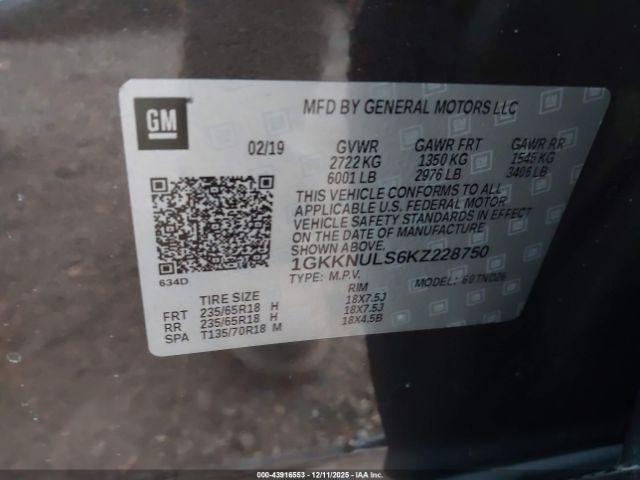 GM
MFD BY GENERAL MOTORS LLC
02/19 GVWR GAWR FRT GAWR RR
2722 KG 1350 KG 1545 KG
6001 LB 2976 LB 3406 LB
THIS VEHICLE CONFORMS TO ALL
APPLICABLE U.S. FEDERAL MOTOR
VEHICLE SAFETY STANDARDS IN EFFECT
ON THE DATE OF MANUFACTURE
SHOWN ABOVE.
1GKKNULS6KZ228750
TYPE: M.P.V. MODEL:
634D
TIRE SIZE RIM
FRT 235/65R18 H 18X7.5J
RR 235/65R18 H 18X7.5J
SPA T135/70R18 M 18X4.5B
000-43916553 - 12/11/2025 - IAA Inc.